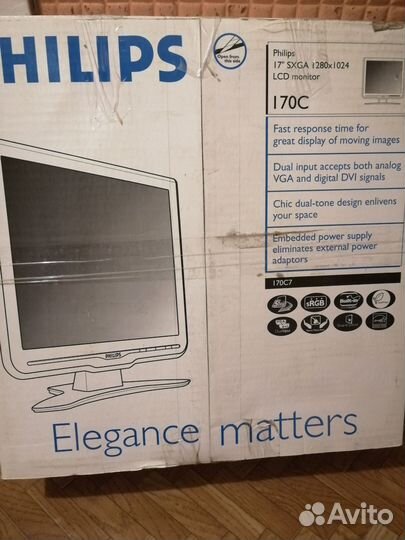 PHILIPS
Open from this side
Philips
17" SXGA 1280x1024
LCD monitor
170C
Fast response time for
great display of moving images
Dual input accepts both analog
VGA and digital DVI signals
Chic dual-tone design enlivens
your space
Embedded power supply
eliminates external power
adaptors
170C7
sRGB
PHILIPS
Elegance matters
Avito